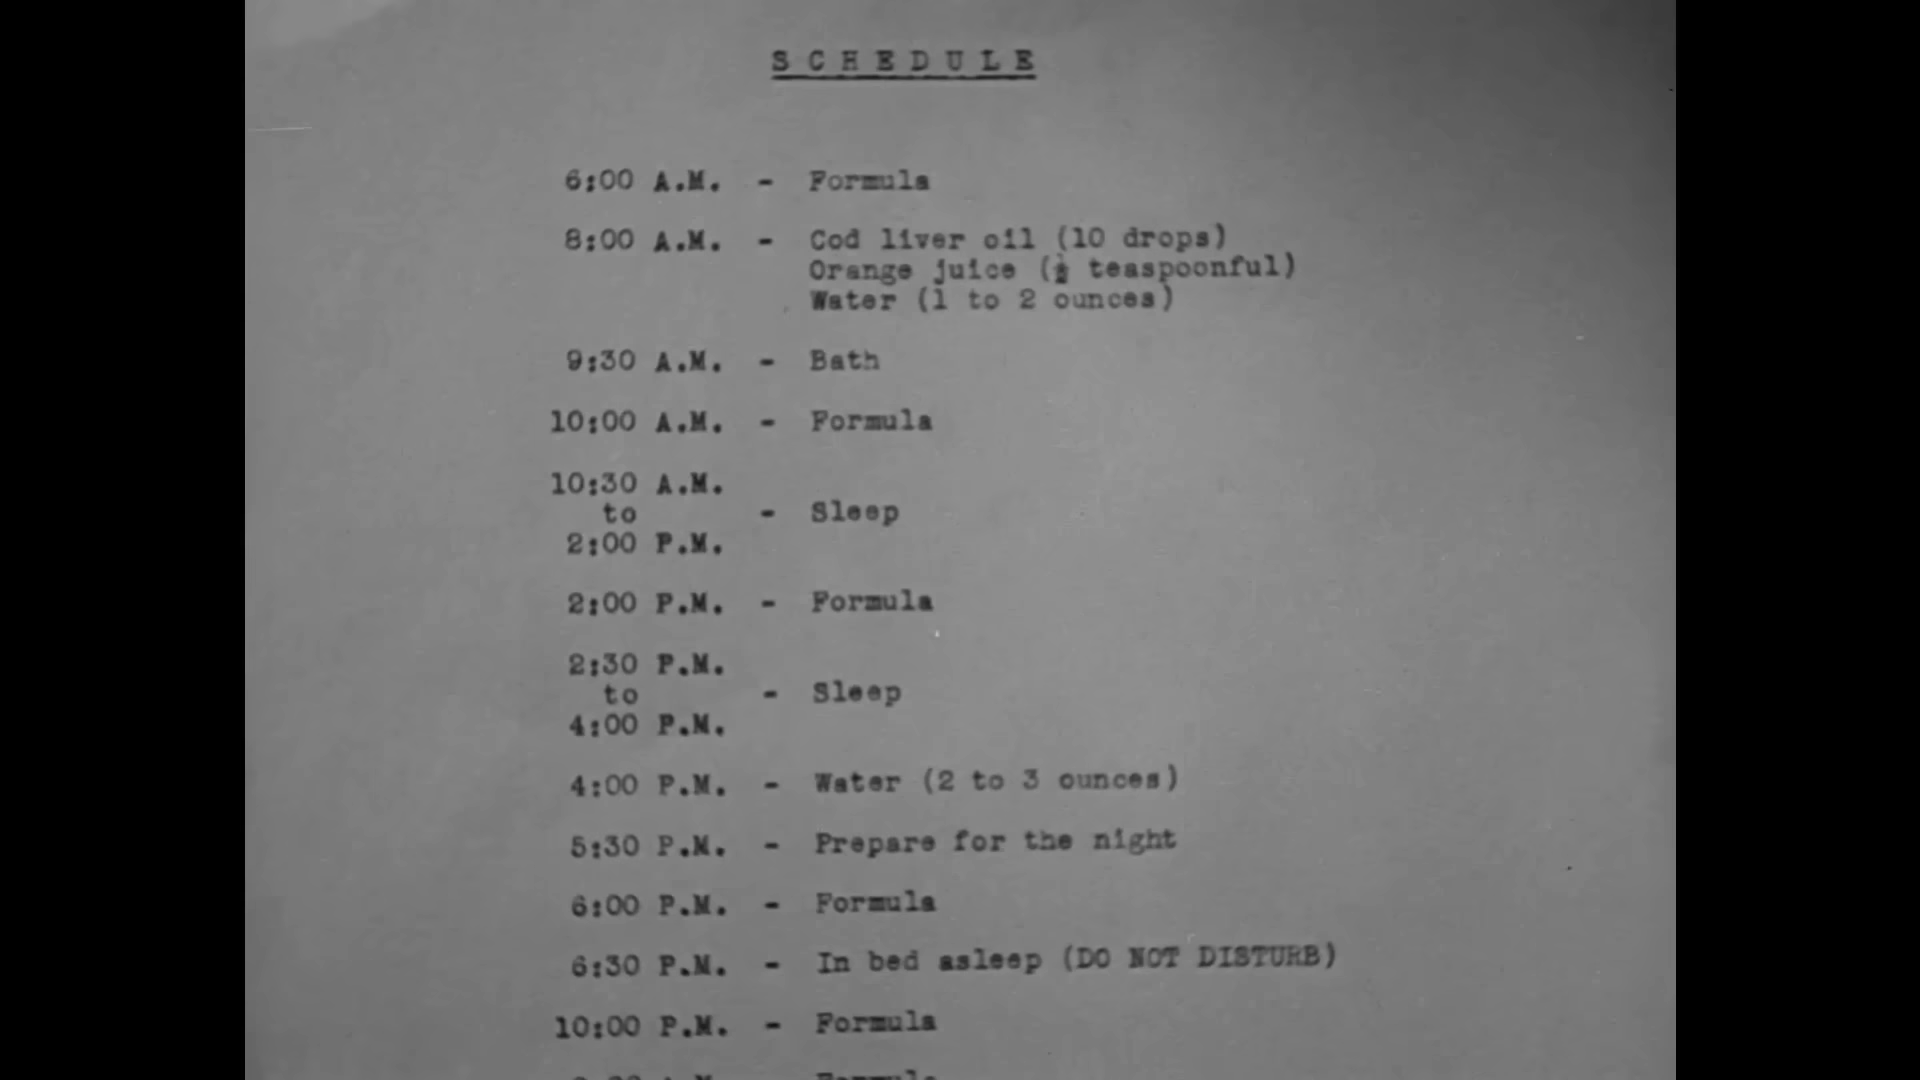 SCHEDULE
6:00 A.M. - Formula
8:00 A.M. - Cod liver oil (10 drops)
Orange juice (½ teaspoonful)
Water (1 to 2 ounces)
9:30 A.M. - Bath
10:00 A.M. - Formula
10:30 A.M.
to - Sleep
2:00 P.M.
2:00 P.M. - Formula
2:30 P.M.
to - Sleep
4:00 P.M.
4:00 P.M. - Water (2 to 3 ounces)
5:30 P.M. - Prepare for the night
6:00 P.M. - Formula
6:30 P.M. - In bed asleep (DO NOT DISTURB)
10:00 P.M. - Formula